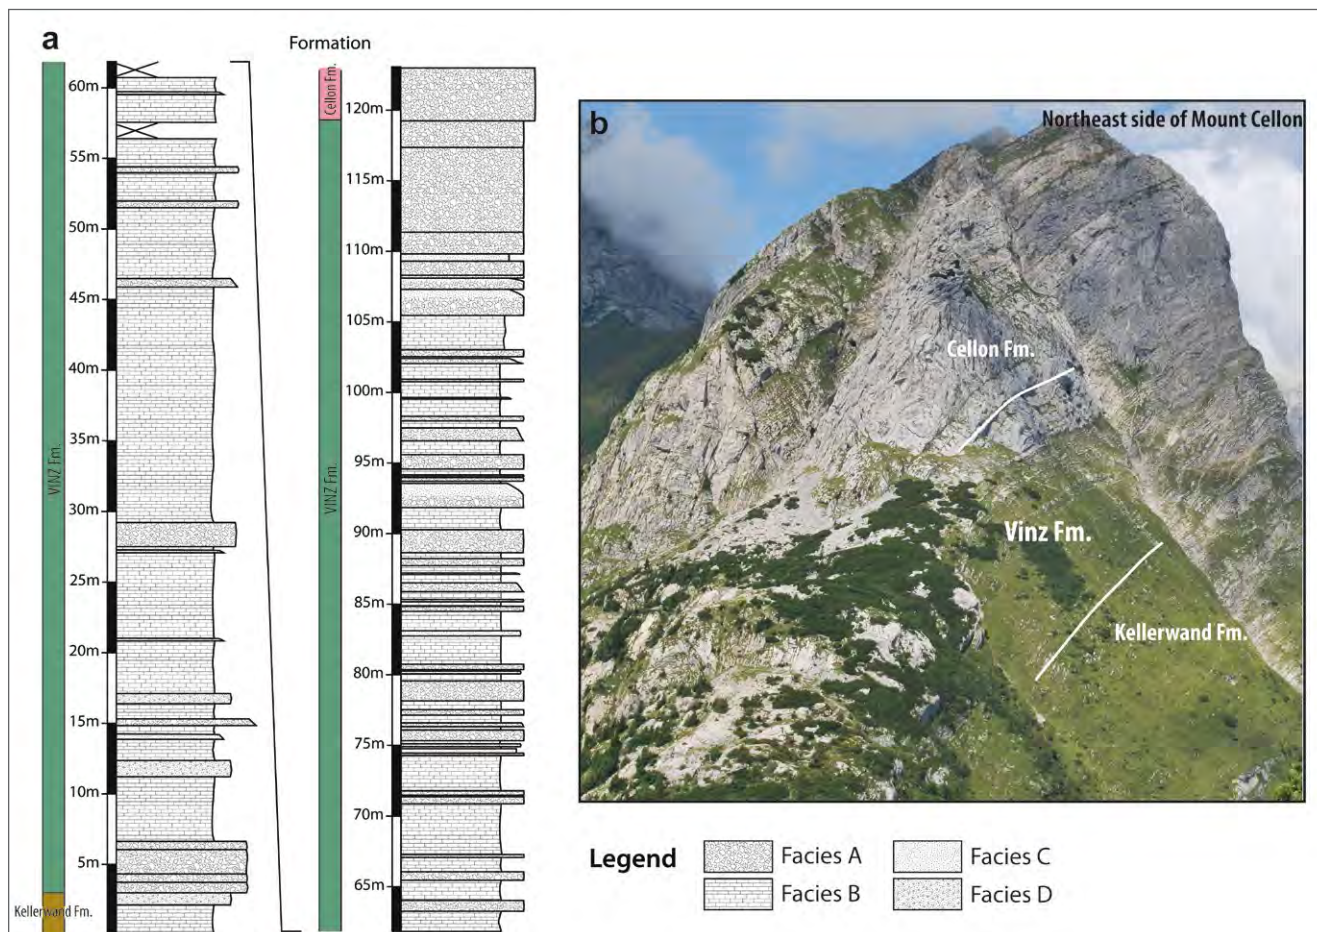 a
Formation
60m
55m
50m
45m
40m
35m
30m
25m
20m
15m
10m
5m
VINZ Fm.
Kellerwand Fm.
Cellon Fm.
VINZ Fm.
120m
115m
110m
105m
100m
95m
90m
85m
80m
75m
70m
65m
b
Northeast side of Mount Cellon
Cellon Fm.
Vinz Fm.
Kellerwand Fm.
Legend
Facies A
Facies C
Facies B
Facies D